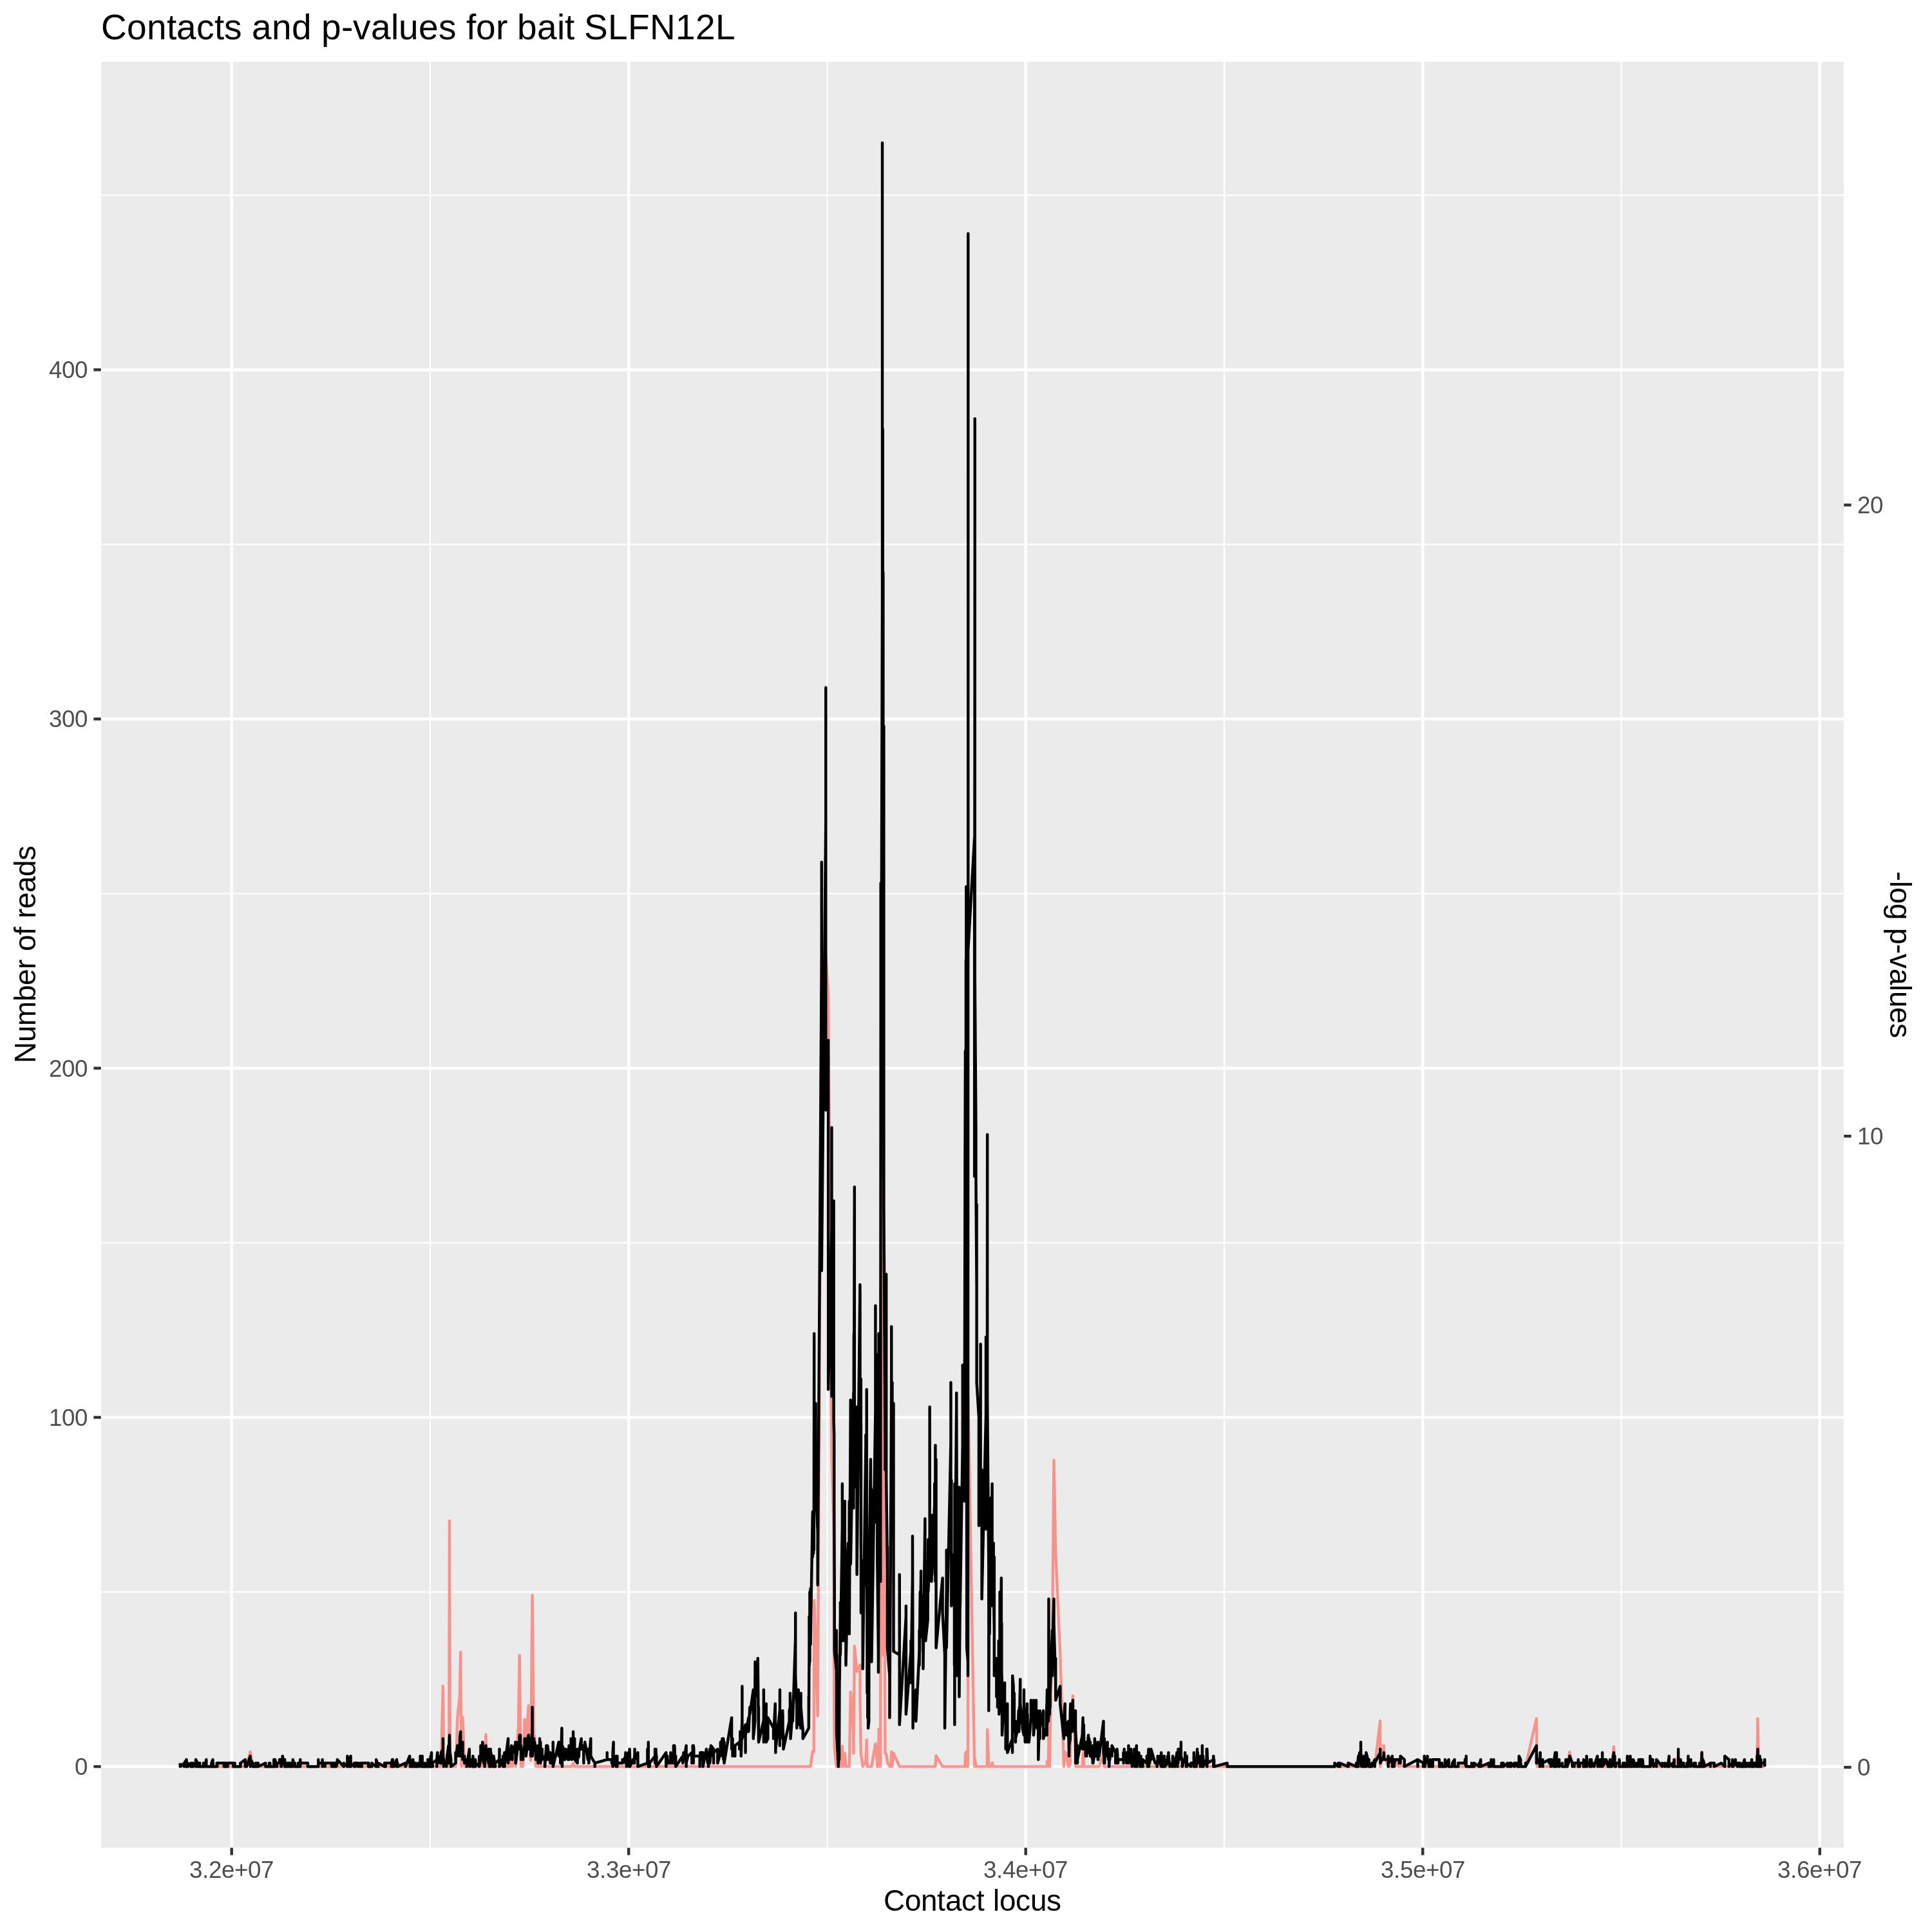 Contacts and p-values for bait SLFN12L
400
300
200
100
0
Number of reads
20
10
0
-log p-values
3.2e+07 3.3e+07 3.4e+07 3.5e+07 3.6e+07
Contact locus